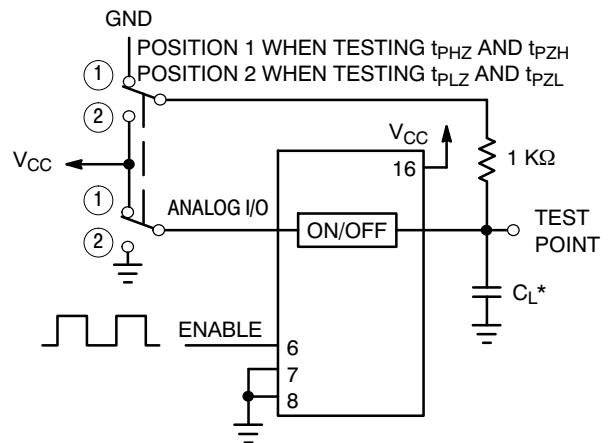 GND
POSITION 1 WHEN TESTING tPHZ AND tPZH
POSITION 2 WHEN TESTING tPLZ AND tPZL
1
2
VCC
VCC
16
1 KΩ
1
ANALOG I/O
ON/OFF
TEST
POINT
2
CL*
ENABLE
6
7
8